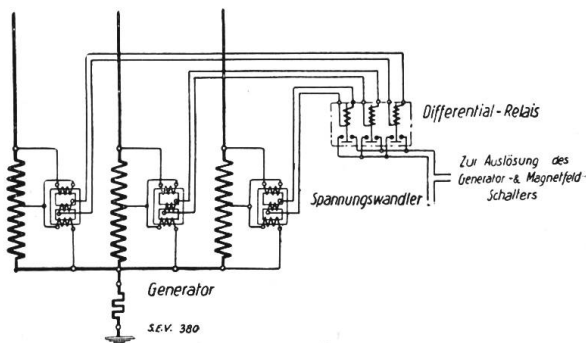 Differential-Relais
Zur Auslösung des
Generator-& Magnetfeld-
Schalters
Spannungswandler
Generator
S.E.V. 380